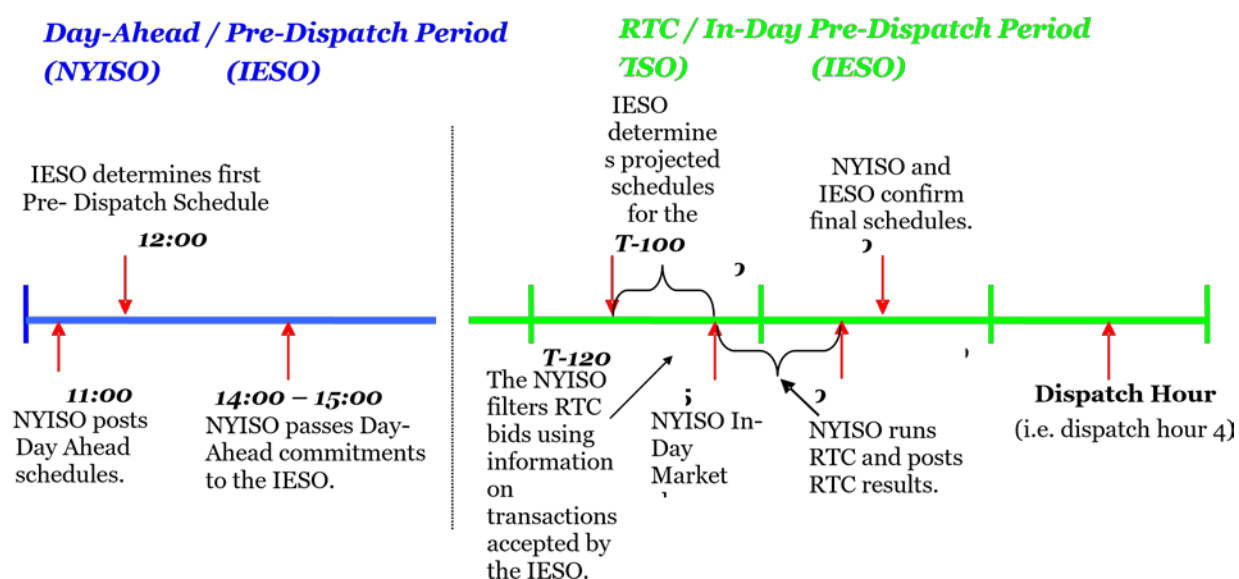 Day-Ahead / Pre-Dispatch Period
(NYISO) (IESO)
RTC / In-Day Pre-Dispatch Period
ISO) (IESO)
IESO determines first
Pre- Dispatch Schedule
12:00
IESO
determine
s projected
schedules
for the
T-100
NYISO and
IESO confirm
final schedules.
11:00
NYISO posts
Day Ahead
schedules.
14:00 – 15:00
NYISO passes Day-
Ahead commitments
to the IESO.
T-120
The NYISO
filters RTC
bids using
information
on
transactions
accepted by
the IESO.
NYISO In-
Day
Market
NYISO runs
RTC and posts
RTC results.
Dispatch Hour
(i.e. dispatch hour 4)